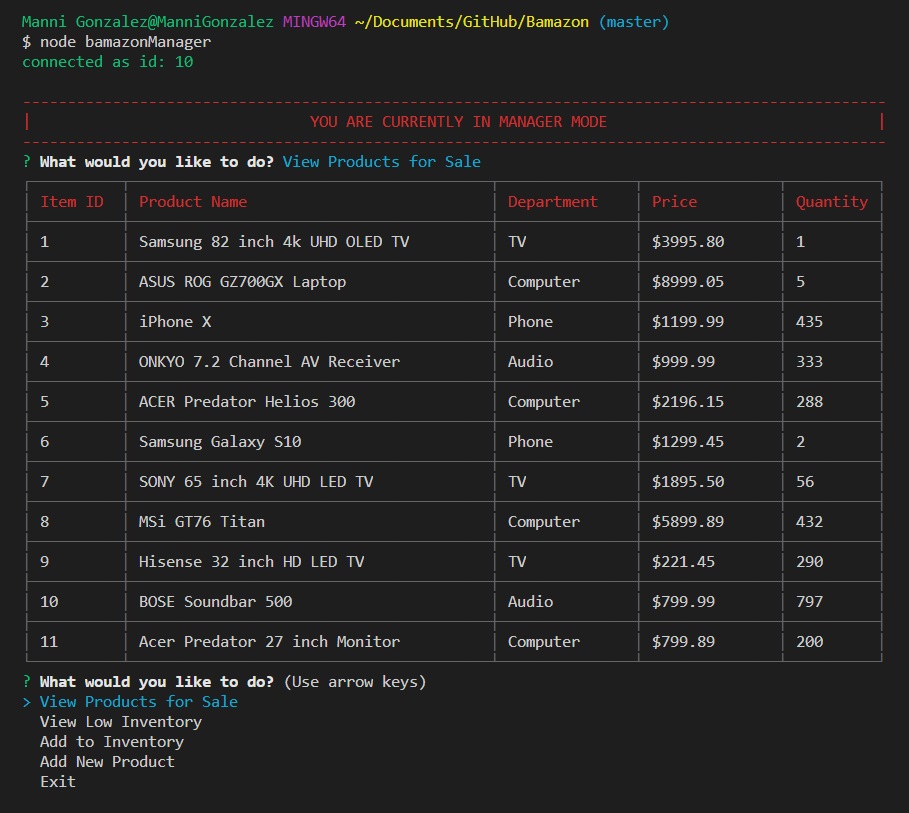 Manni Gonzalez@ManniGonzalez MINGW64 ~/Documents/GitHub/Bamazon (master)
$ node bamazonManager
connected as id: 10
--------------------------------------------------------------------------------
| YOU ARE CURRENTLY IN MANAGER MODE |
--------------------------------------------------------------------------------
? What would you like to do? View Products for Sale
Item ID Product Name Department Price Quantity
1 Samsung 82 inch 4k UHD OLED TV TV $3995.80 1
2 ASUS ROG GZ700GX Laptop Computer $8999.05 5
3 iPhone X Phone $1199.99 435
4 ONKYO 7.2 Channel AV Receiver Audio $999.99 333
5 ACER Predator Helios 300 Computer $2196.15 288
6 Samsung Galaxy S10 Phone $1299.45 2
7 SONY 65 inch 4K UHD LED TV TV $1895.50 56
8 MSi GT76 Titan Computer $5899.89 432
9 Hisense 32 inch HD LED TV TV $221.45 290
10 BOSE Soundbar 500 Audio $799.99 797
11 Acer Predator 27 inch Monitor Computer $799.89 200
? What would you like to do? (Use arrow keys)
> View Products for Sale
View Low Inventory
Add to Inventory
Add New Product
Exit